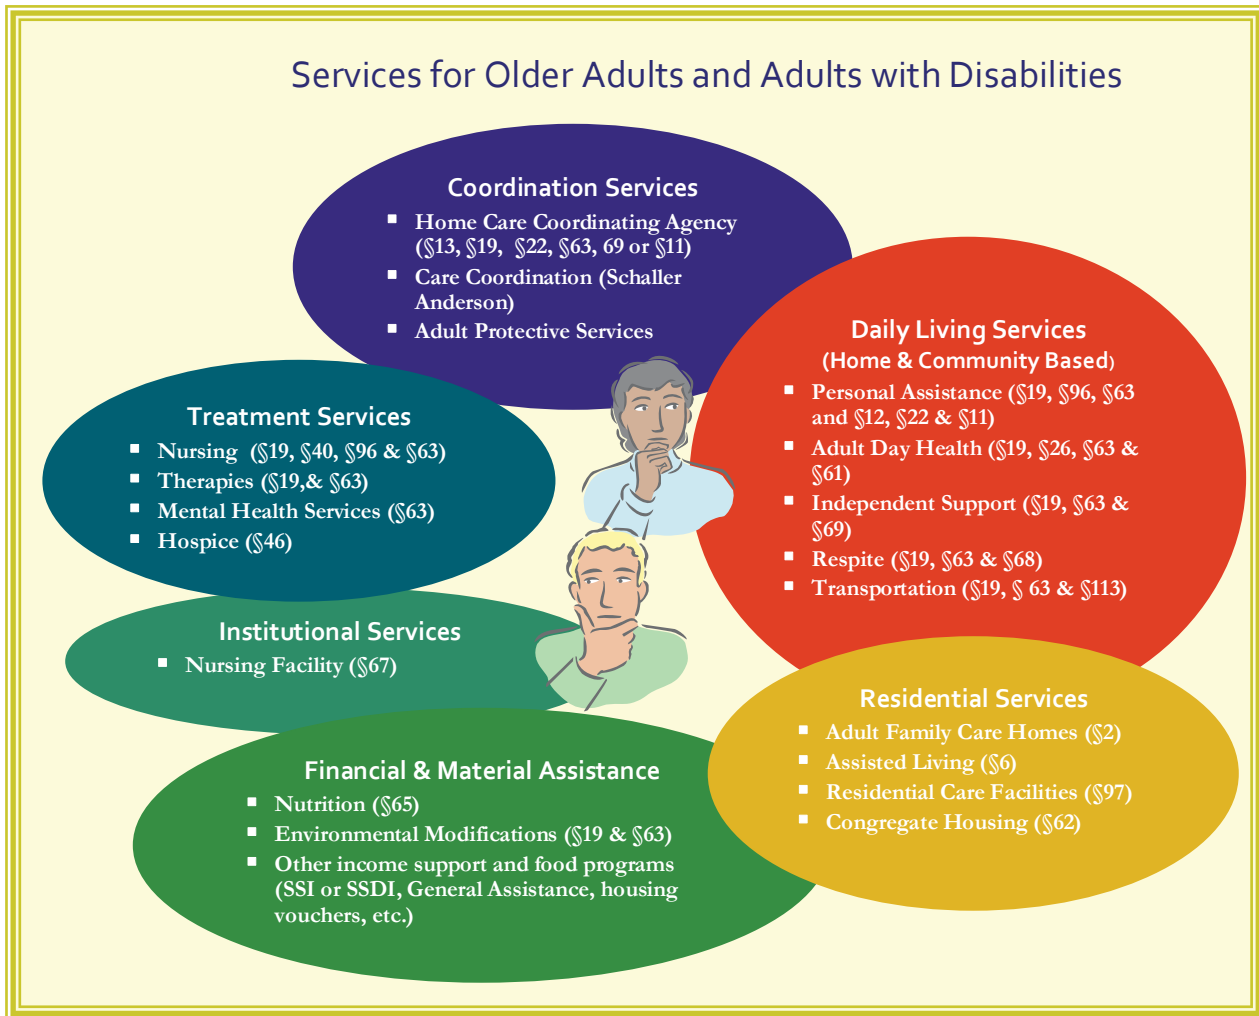 Services for Older Adults and Adults with Disabilities
Coordination Services
▪ Home Care Coordinating Agency
(§13, §19,  §22, §63, 69 or §11)
▪ Care Coordination (Schaller
Anderson)
▪ Adult Protective Services
Daily Living Services
(Home & Community Based)
▪ Personal Assistance (§19, §96, §63
and §12, §22 & §11)
▪ Adult Day Health (§19, §26, §63 &
§61)
▪ Independent Support (§19, §63 &
§69)
▪ Respite (§19, §63 & §68)
▪ Transportation (§19, § 63 & §113)
Treatment Services
▪ Nursing  (§19, §40, §96 & §63)
▪ Therapies (§19,& §63)
▪ Mental Health Services (§63)
▪ Hospice (§46)
Institutional Services
▪ Nursing Facility (§67)
Residential Services
▪ Adult Family Care Homes (§2)
▪ Assisted Living (§6)
▪ Residential Care Facilities (§97)
▪ Congregate Housing (§62)
Financial & Material Assistance
▪ Nutrition (§65)
▪ Environmental Modifications (§19 & §63)
▪ Other income support and food programs
(SSI or SSDI, General Assistance, housing
vouchers, etc.)